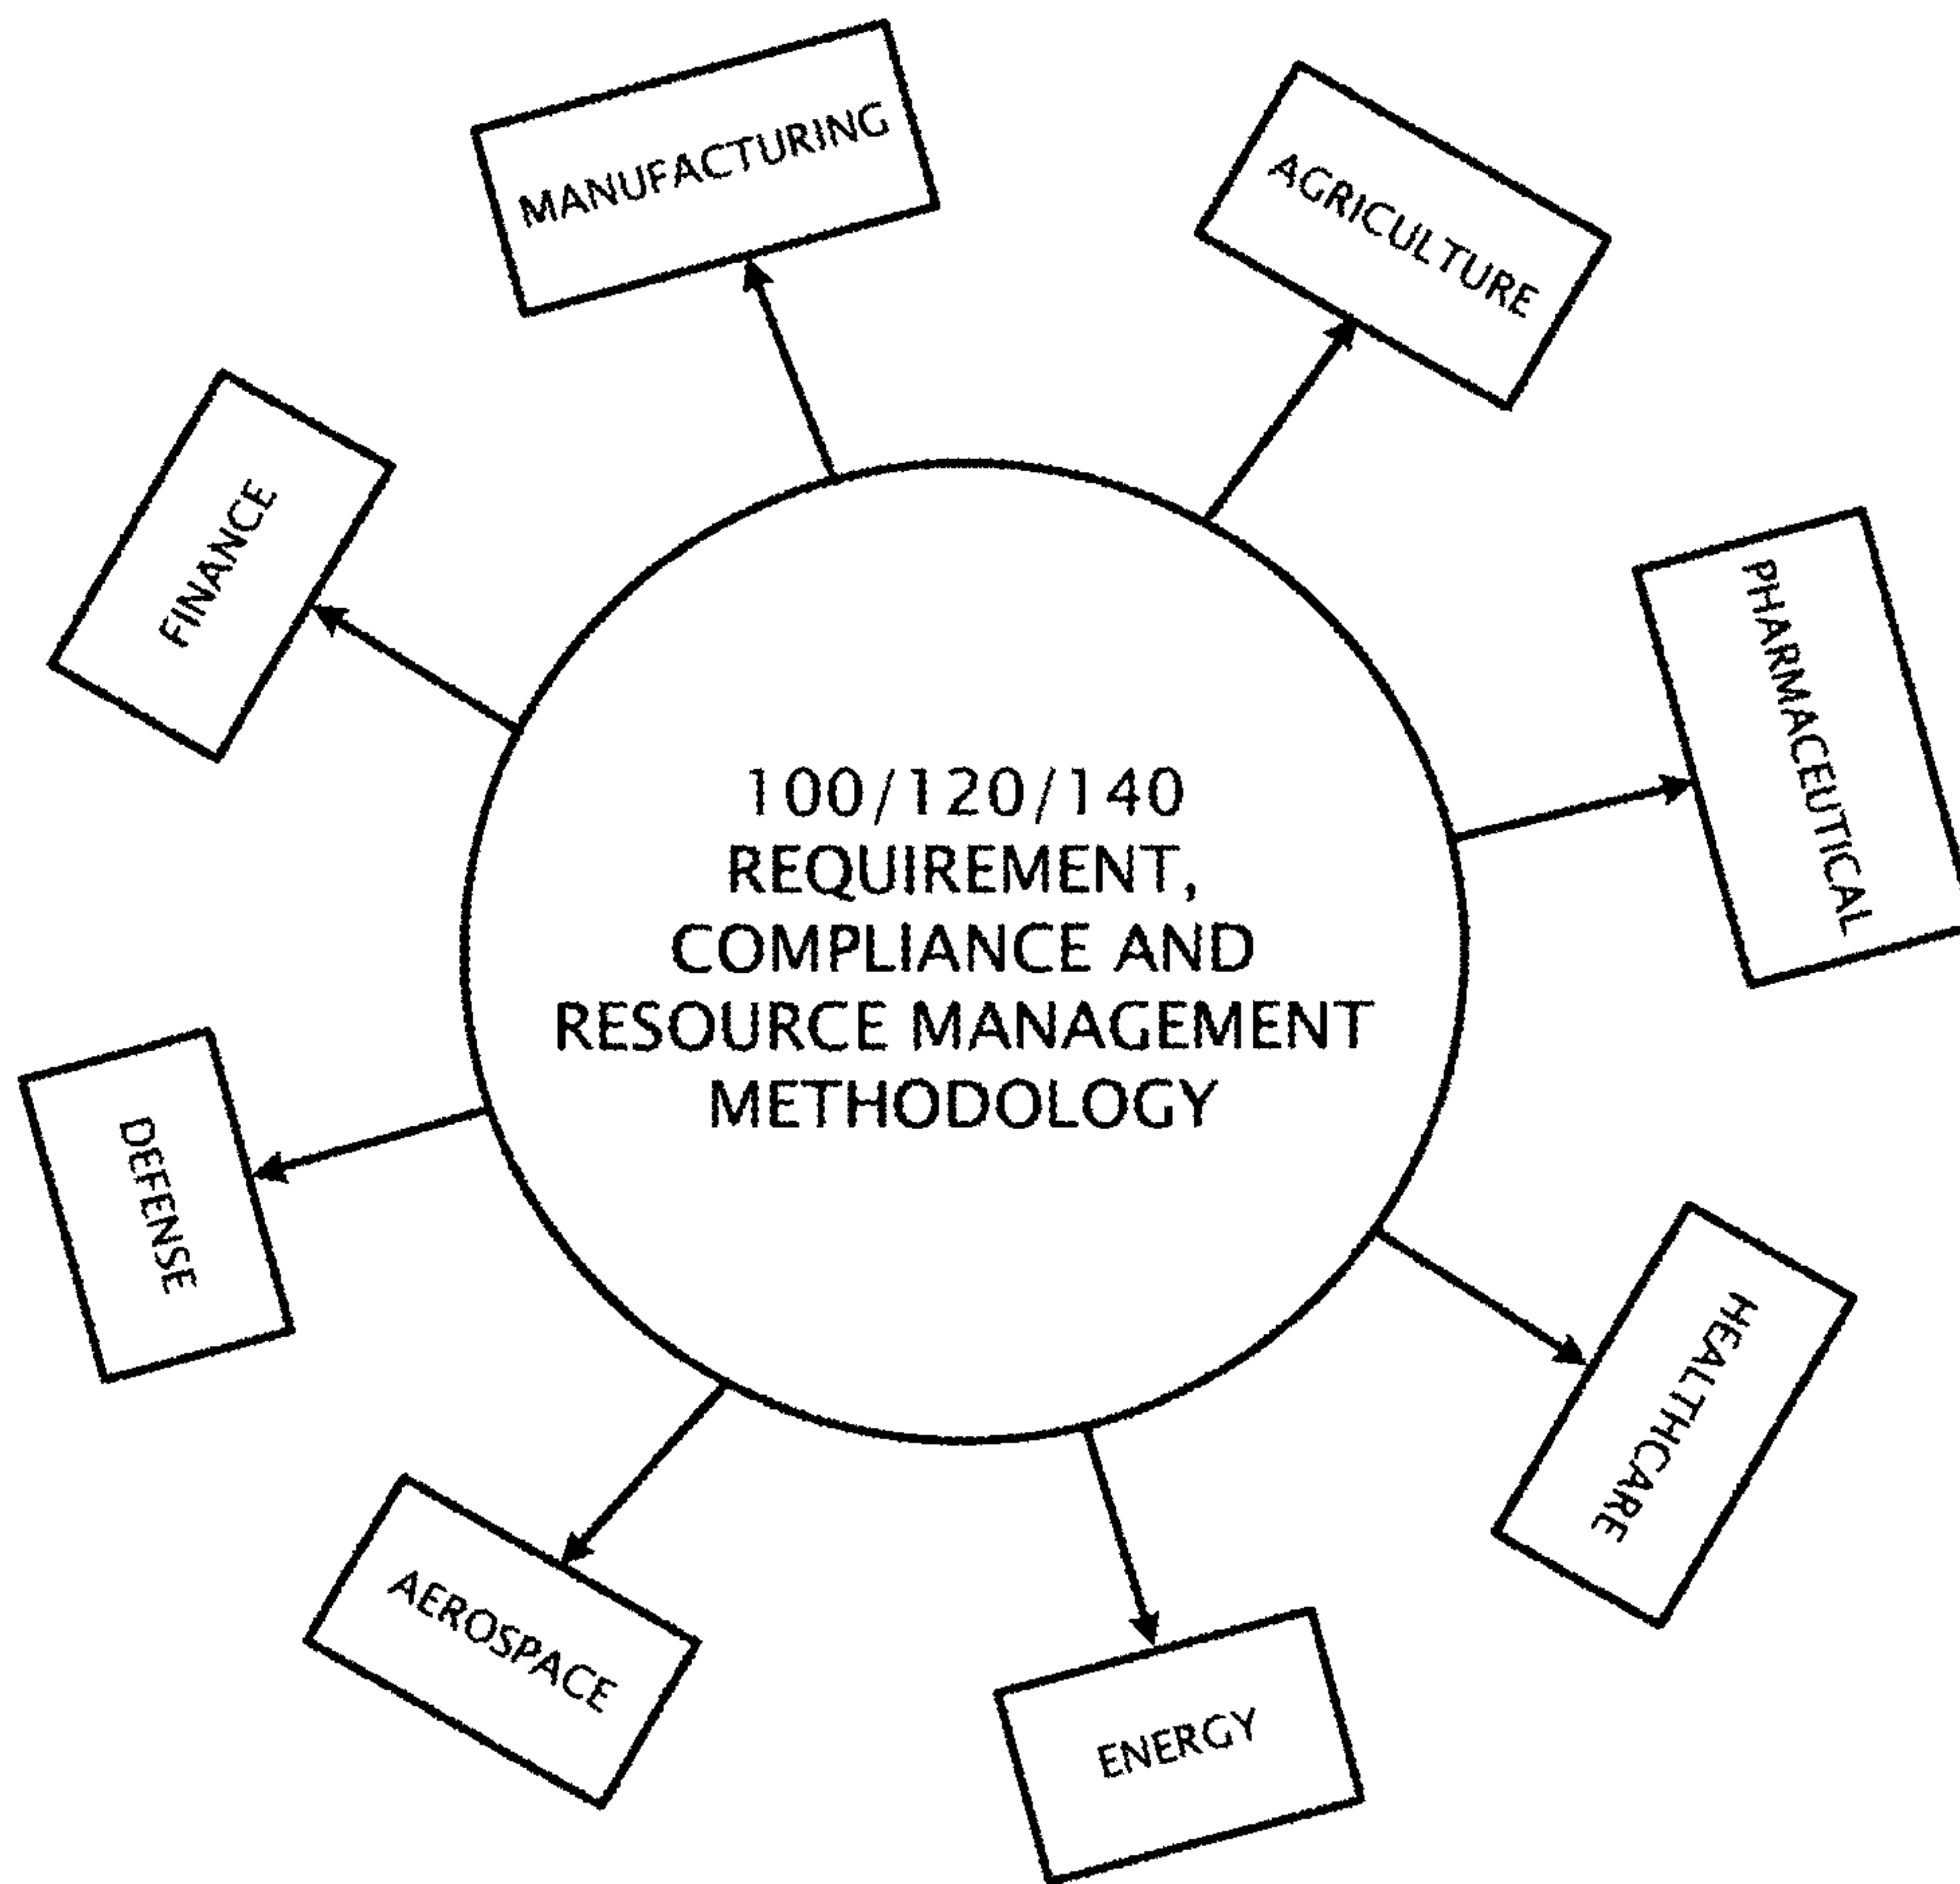 MANUFACTURING
AGRICULTURE
FINANCE
PHARMACEUTICAL
100/120/140
REQUIREMENT,
COMPLIANCE AND
RESOURCE MANAGEMENT
METHODOLOGY
DEFENSE
HEALTHCARE
AEROSPACE
ENERGY